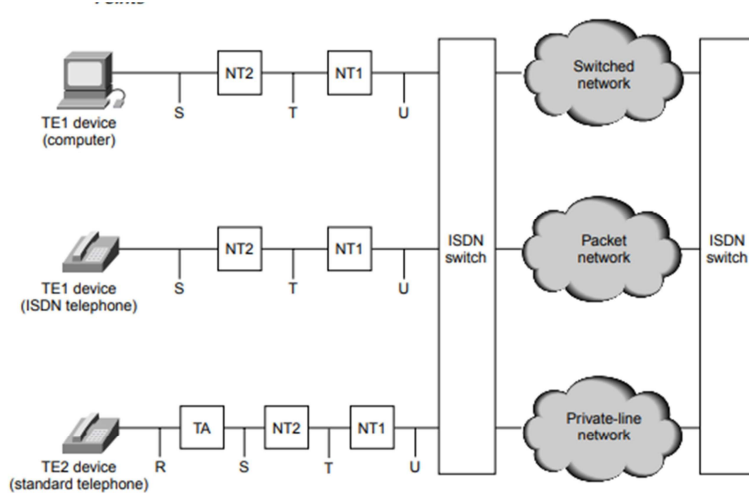 Switched
network
NT2
NT1
S
T
U
TE1 device
(computer)
ISDN
switch
Packet
network
ISDN
switch
NT2
NT1
S
T
U
TE1 device
(ISDN telephone)
Private-line
network
TA
NT2
NT1
R
S
T
U
TE2 device
(standard telephone)